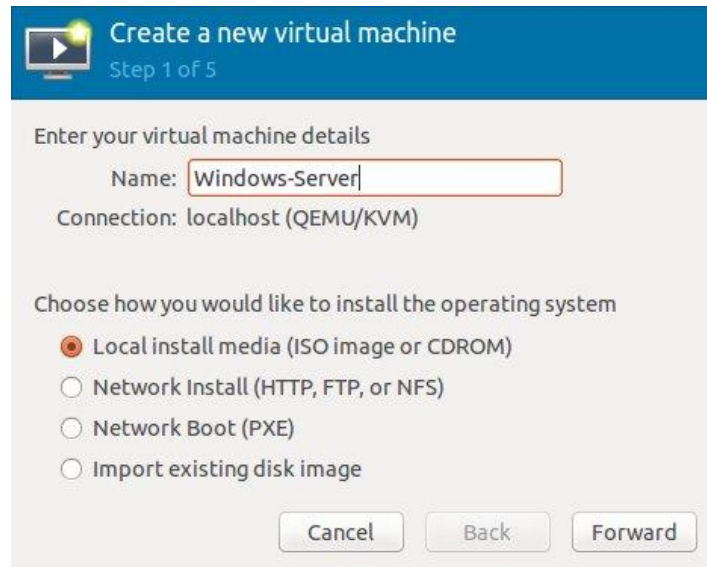 Create a new virtual machine
Step 1 of 5
Enter your virtual machine details
Name: Windows-Server
Connection: localhost (QEMU/KVM)
Choose how you would like to install the operating system
Local install media (ISO image or CDROM)
Network Install (HTTP, FTP, or NFS)
Network Boot (PXE)
Import existing disk image
Cancel Back Forward